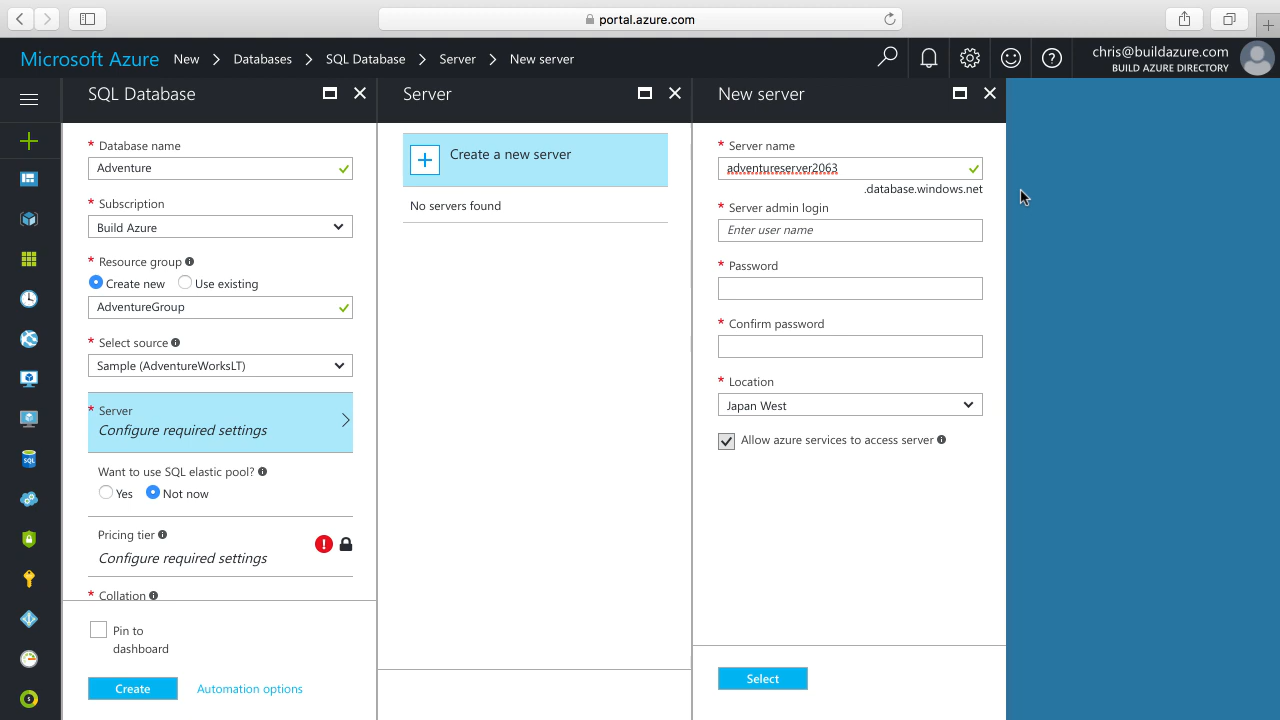 portal.azure.com
Microsoft Azure New Databases SQL Database Server New server
chris@buildazure.com
BUILD AZURE DIRECTORY
SQL Database
* Database name
Adventure
* Subscription
Build Azure
* Resource group
Create new Use existing
AdventureGroup
* Select source
Sample (AdventureWorksLT)
* Server
Configure required settings
Want to use SQL elastic pool?
Yes Not now
Pricing tier
Configure required settings
* Collation
Pin to
dashboard
Create Automation options
Server
Create a new server
No servers found
New server
* Server name
adventureserver2063
.database.windows.net
* Server admin login
Enter user name
* Password
* Confirm password
* Location
Japan West
Allow azure services to access server
Select